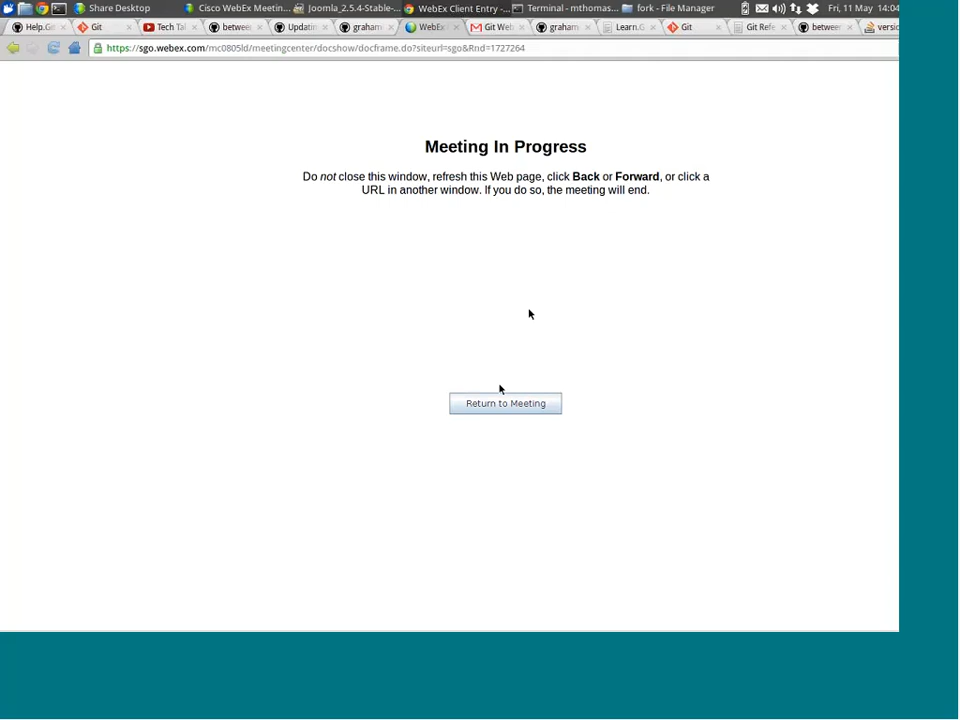 Share Desktop Cisco WebEx Meetin... Joomla_2.5.4-Stable-... WebEx Client Entry -... Terminal - mthomas... fork - File Manager Fri, 11 May 14:04
Help.Git Git Tech Tal betwee Updatin graham WebEx Git Web graham Learn.G Git Git Refe betwee versio
https://sgo.webex.com/mc0805ld/meetingcenter/docshow/docframe.do?siteurl=sgo&Rnd=1727264
Meeting In Progress
Do not close this window, refresh this Web page, click Back or Forward, or click a
URL in another window. If you do so, the meeting will end.
Return to Meeting